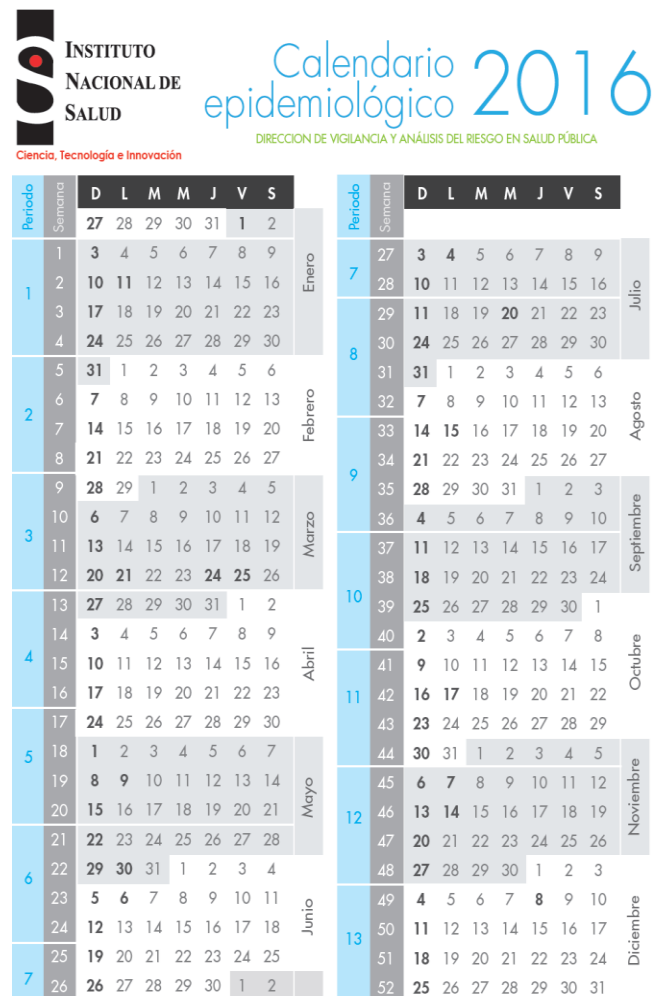 INSTITUTO
NACIONAL DE
SALUD
Ciencia, Tecnología e Innovación
Calendario
epidemiológico 2016
DIRECCION DE VIGILANCIA Y ANÁLISIS DEL RIESGO EN SALUD PÚBLICA
Periodo Semana D L M M J V S
27 28 29 30 31 1 2
1 3 4 5 6 7 8 9
2 10 11 12 13 14 15 16
3 17 18 19 20 21 22 23
4 24 25 26 27 28 29 30
1
Enero
5 31 1 2 3 4 5 6
6 7 8 9 10 11 12 13
7 14 15 16 17 18 19 20
8 21 22 23 24 25 26 27
2
Febrero
9 28 29 1 2 3 4 5
10 6 7 8 9 10 11 12
11 13 14 15 16 17 18 19
12 20 21 22 23 24 25 26
3
Marzo
13 27 28 29 30 31 1 2
14 3 4 5 6 7 8 9
15 10 11 12 13 14 15 16
16 17 18 19 20 21 22 23
4
Abril
17 24 25 26 27 28 29 30
18 1 2 3 4 5 6 7
19 8 9 10 11 12 13 14
20 15 16 17 18 19 20 21
5
Mayo
21 22 23 24 25 26 27 28
22 29 30 31 1 2 3 4
23 5 6 7 8 9 10 11
24 12 13 14 15 16 17 18
6
Junio
25 19 20 21 22 23 24 25
26 26 27 28 29 30 1 2
7
Periodo Semana D L M M J V S
27 3 4 5 6 7 8 9
28 10 11 12 13 14 15 16
7
Julio
29 11 18 19 20 21 22 23
30 24 25 26 27 28 29 30
31 31 1 2 3 4 5 6
32 7 8 9 10 11 12 13
8
Agosto
33 14 15 16 17 18 19 20
34 21 22 23 24 25 26 27
35 28 29 30 31 1 2 3
36 4 5 6 7 8 9 10
9
Septiembre
37 11 12 13 14 15 16 17
38 18 19 20 21 22 23 24
39 25 26 27 28 29 30 1
40 2 3 4 5 6 7 8
10
Octubre
41 9 10 11 12 13 14 15
42 16 17 18 19 20 21 22
43 23 24 25 26 27 28 29
44 30 31 1 2 3 4 5
11
Noviembre
45 6 7 8 9 10 11 12
46 13 14 15 16 17 18 19
47 20 21 22 23 24 25 26
48 27 28 29 30 1 2 3
12
Diciembre
49 4 5 6 7 8 9 10
50 11 12 13 14 15 16 17
51 18 19 20 21 22 23 24
52 25 26 27 28 29 30 31
13